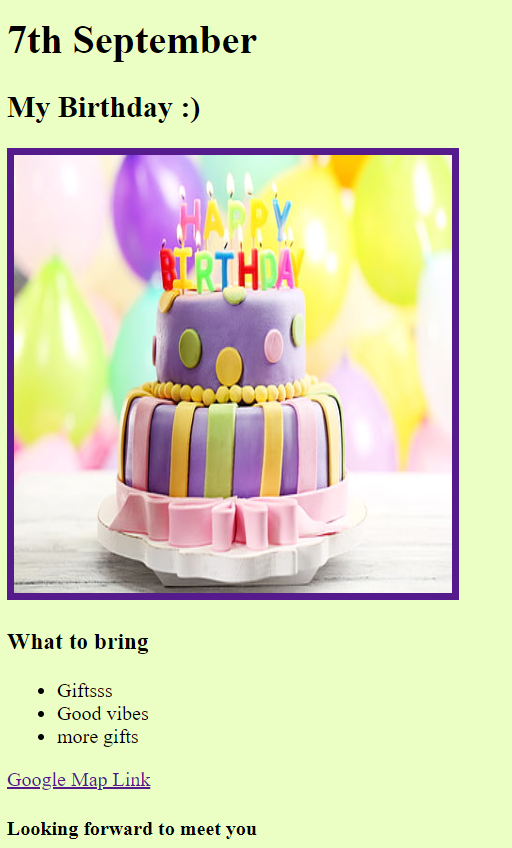 7th September
My Birthday :)
HAPPY
BIRTHDAY
What to bring
Giftsss
Good vibes
more gifts
Google Map Link
Looking forward to meet you